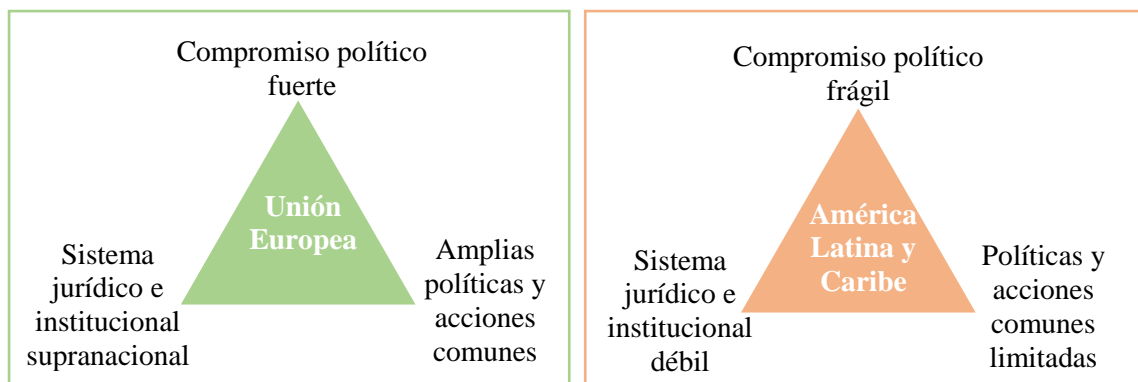 Compromiso político
fuerte
Unión
Europea
Sistema
jurídico e
institucional
supranacional
Amplias
políticas y
acciones
comunes
Compromiso político
frágil
América
Latina y
Caribe
Sistema
jurídico e
institucional
débil
Políticas y
acciones
comunes
limitadas